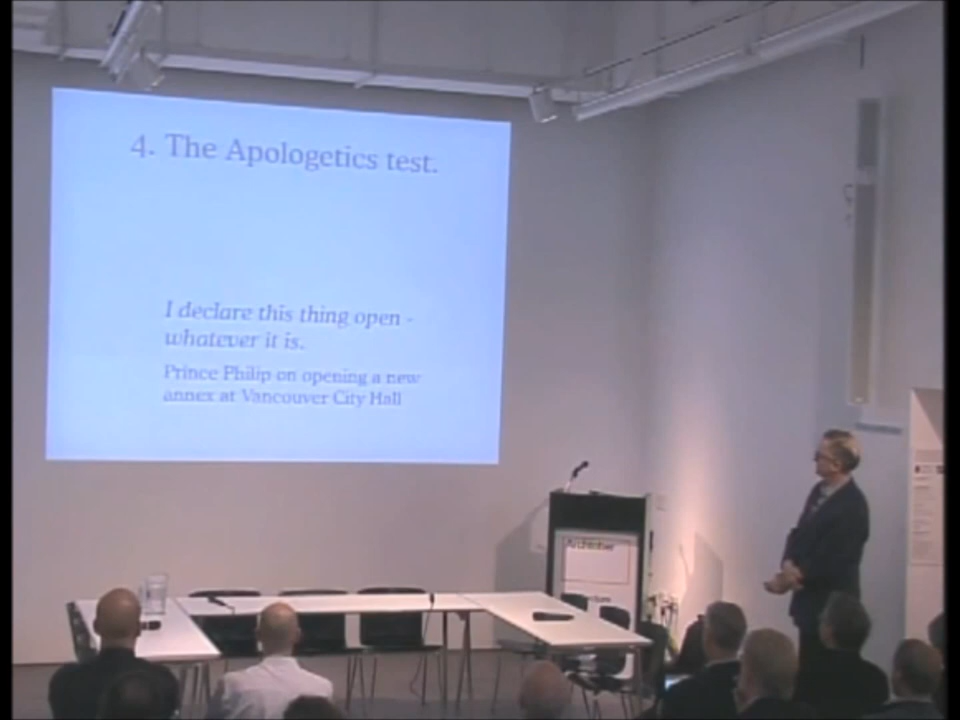 4. The Apologetics test.
I declare this thing open -
whatever it is.
Prince Philip on opening a new
annex at Vancouver City Hall